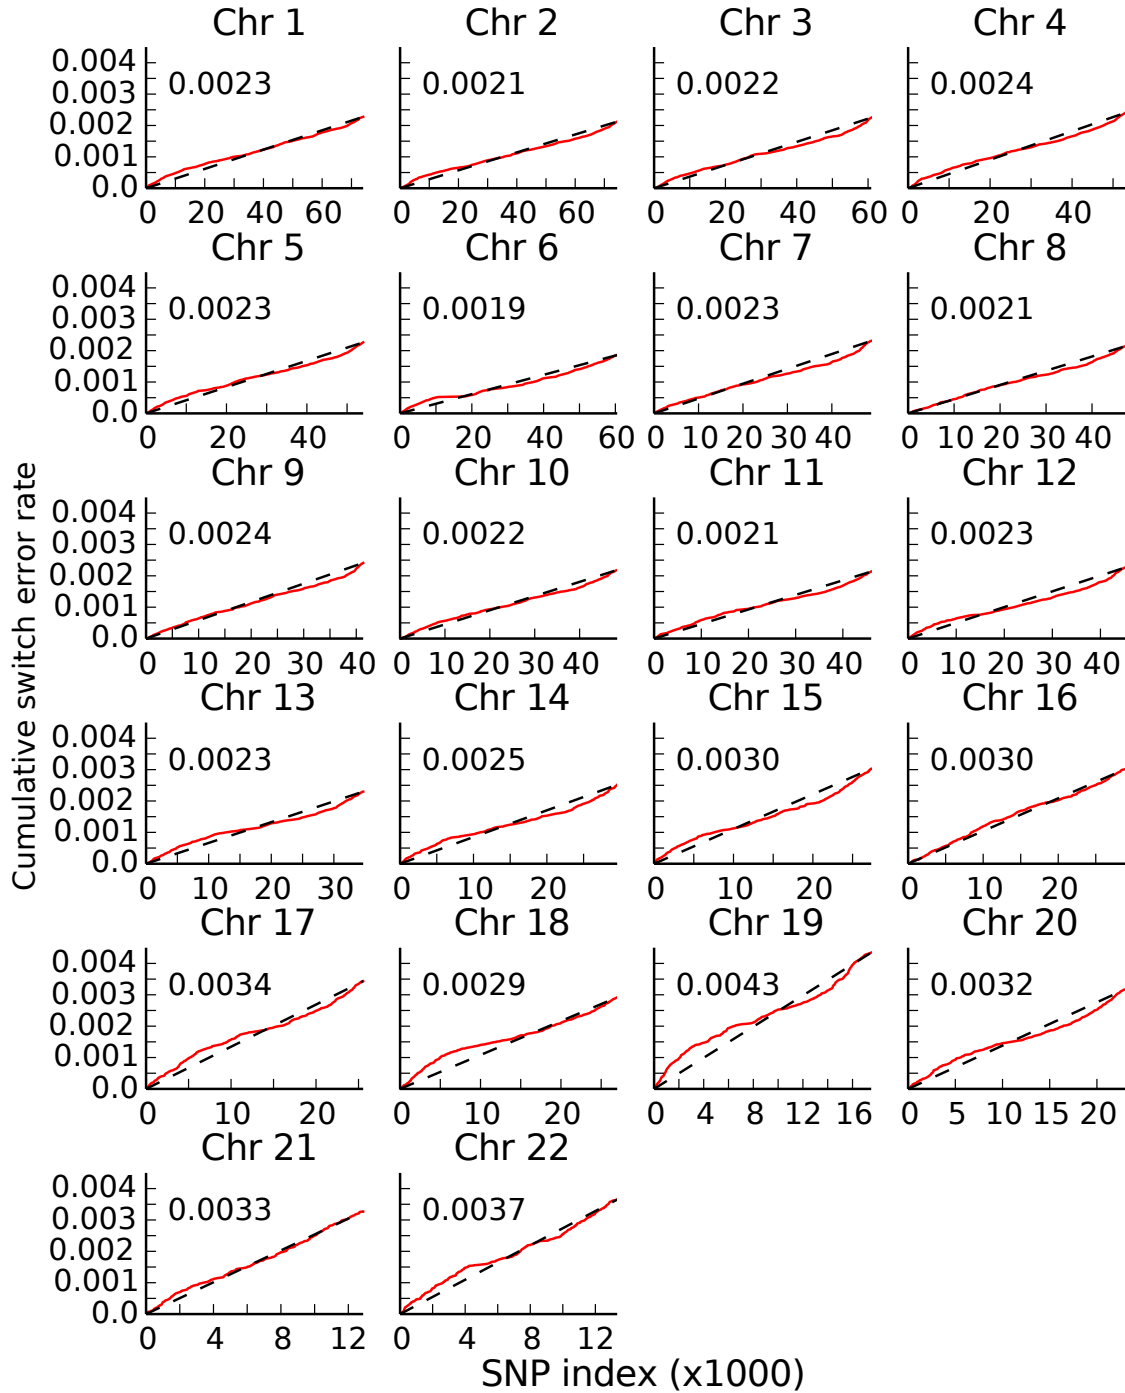 Chr 1 Chr 2 Chr 3 Chr 4
0.004 0.003 0.002 0.001 0.0
0.0023 0.0021 0.0022 0.0024
0 20 40 60 0 20 40 60 0 20 40 60 0 20 40
Chr 5 Chr 6 Chr 7 Chr 8
0.004 0.003 0.002 0.001 0.0
0.0023 0.0019 0.0023 0.0021
0 20 40 0 20 40 60 0 10 20 30 40 0 10 20 30 40
Chr 9 Chr 10 Chr 11 Chr 12
0.004 0.003 0.002 0.001 0.0
0.0024 0.0022 0.0021 0.0023
0 10 20 30 40 0 10 20 30 40 0 10 20 30 40 0 10 20 30 40
Cumulative switch error rate
Chr 13 Chr 14 Chr 15 Chr 16
0.004 0.003 0.002 0.001 0.0
0.0023 0.0025 0.0030 0.0030
0 10 20 30 0 10 20 0 10 20 0 10 20
Chr 17 Chr 18 Chr 19 Chr 20
0.004 0.003 0.002 0.001 0.0
0.0034 0.0029 0.0043 0.0032
0 10 20 0 10 20 0 4 8 12 16 0 5 10 15 20
Chr 21 Chr 22
0.004 0.003 0.002 0.001 0.0
0.0033 0.0037
0 4 8 12 0 4 8 12
SNP index (x1000)